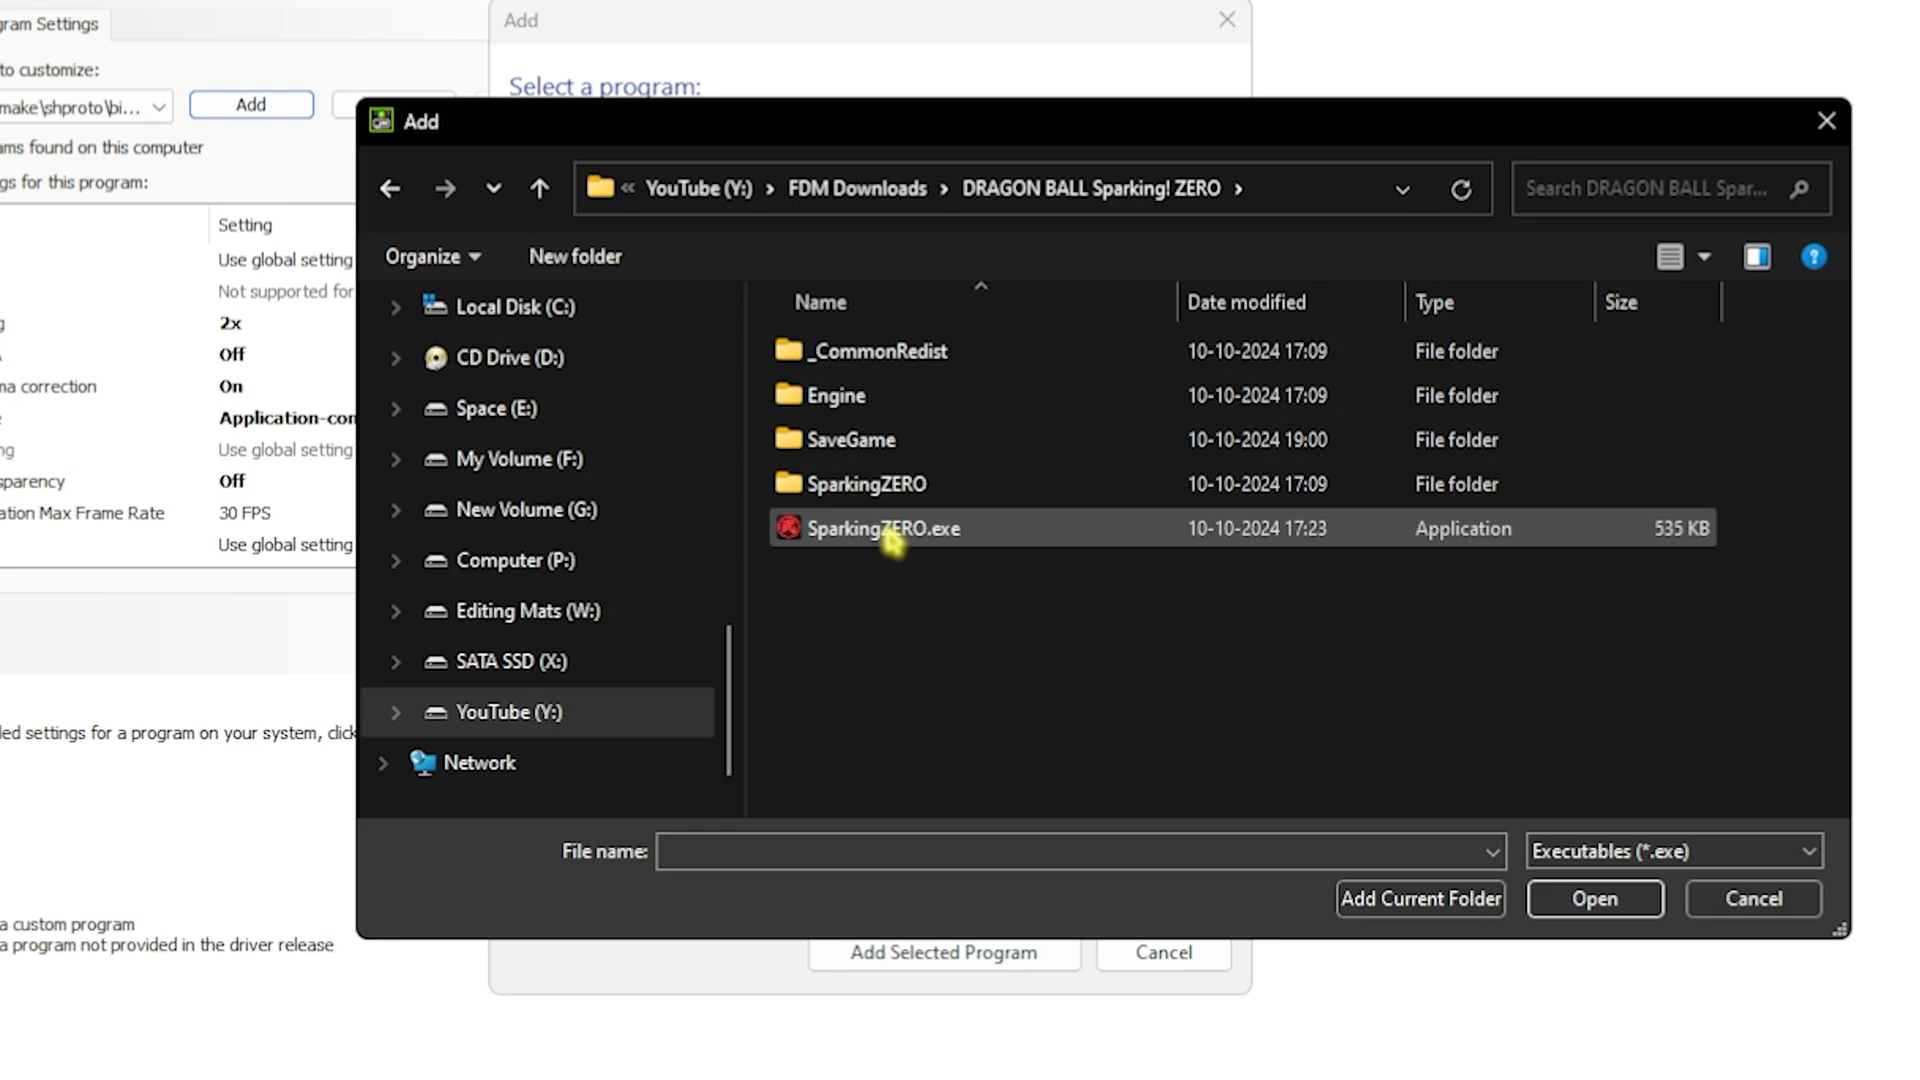 gram Settings
to customize:
make\shproto\bi...
Add
ams found on this computer
gs for this program:
Setting
Use global setting
Not supported for
2x
Off
ma correction
On
Application-con
Use global setting
ng
sparency
Off
ation Max Frame Rate
30 FPS
Use global setting
led settings for a program on your system, click
a custom program
a program not provided in the driver release
Add
Select a program:
Add
« YouTube (Y:) › FDM Downloads › DRAGON BALL Sparking! ZERO ›
Search DRAGON BALL Spar...
Organize
New folder
?
Local Disk (C:)
CD Drive (D:)
Space (E:)
My Volume (F:)
New Volume (G:)
Computer (P:)
Editing Mats (W:)
SATA SSD (X:)
YouTube (Y:)
Network
Name Date modified Type Size
_CommonRedist 10-10-2024 17:09 File folder
Engine 10-10-2024 17:09 File folder
SaveGame 10-10-2024 19:00 File folder
SparkingZERO 10-10-2024 17:09 File folder
SparkingZERO.exe 10-10-2024 17:23 Application 535 KB
File name:
Executables (*.exe)
Add Current Folder
Open
Cancel
Add Selected Program
Cancel